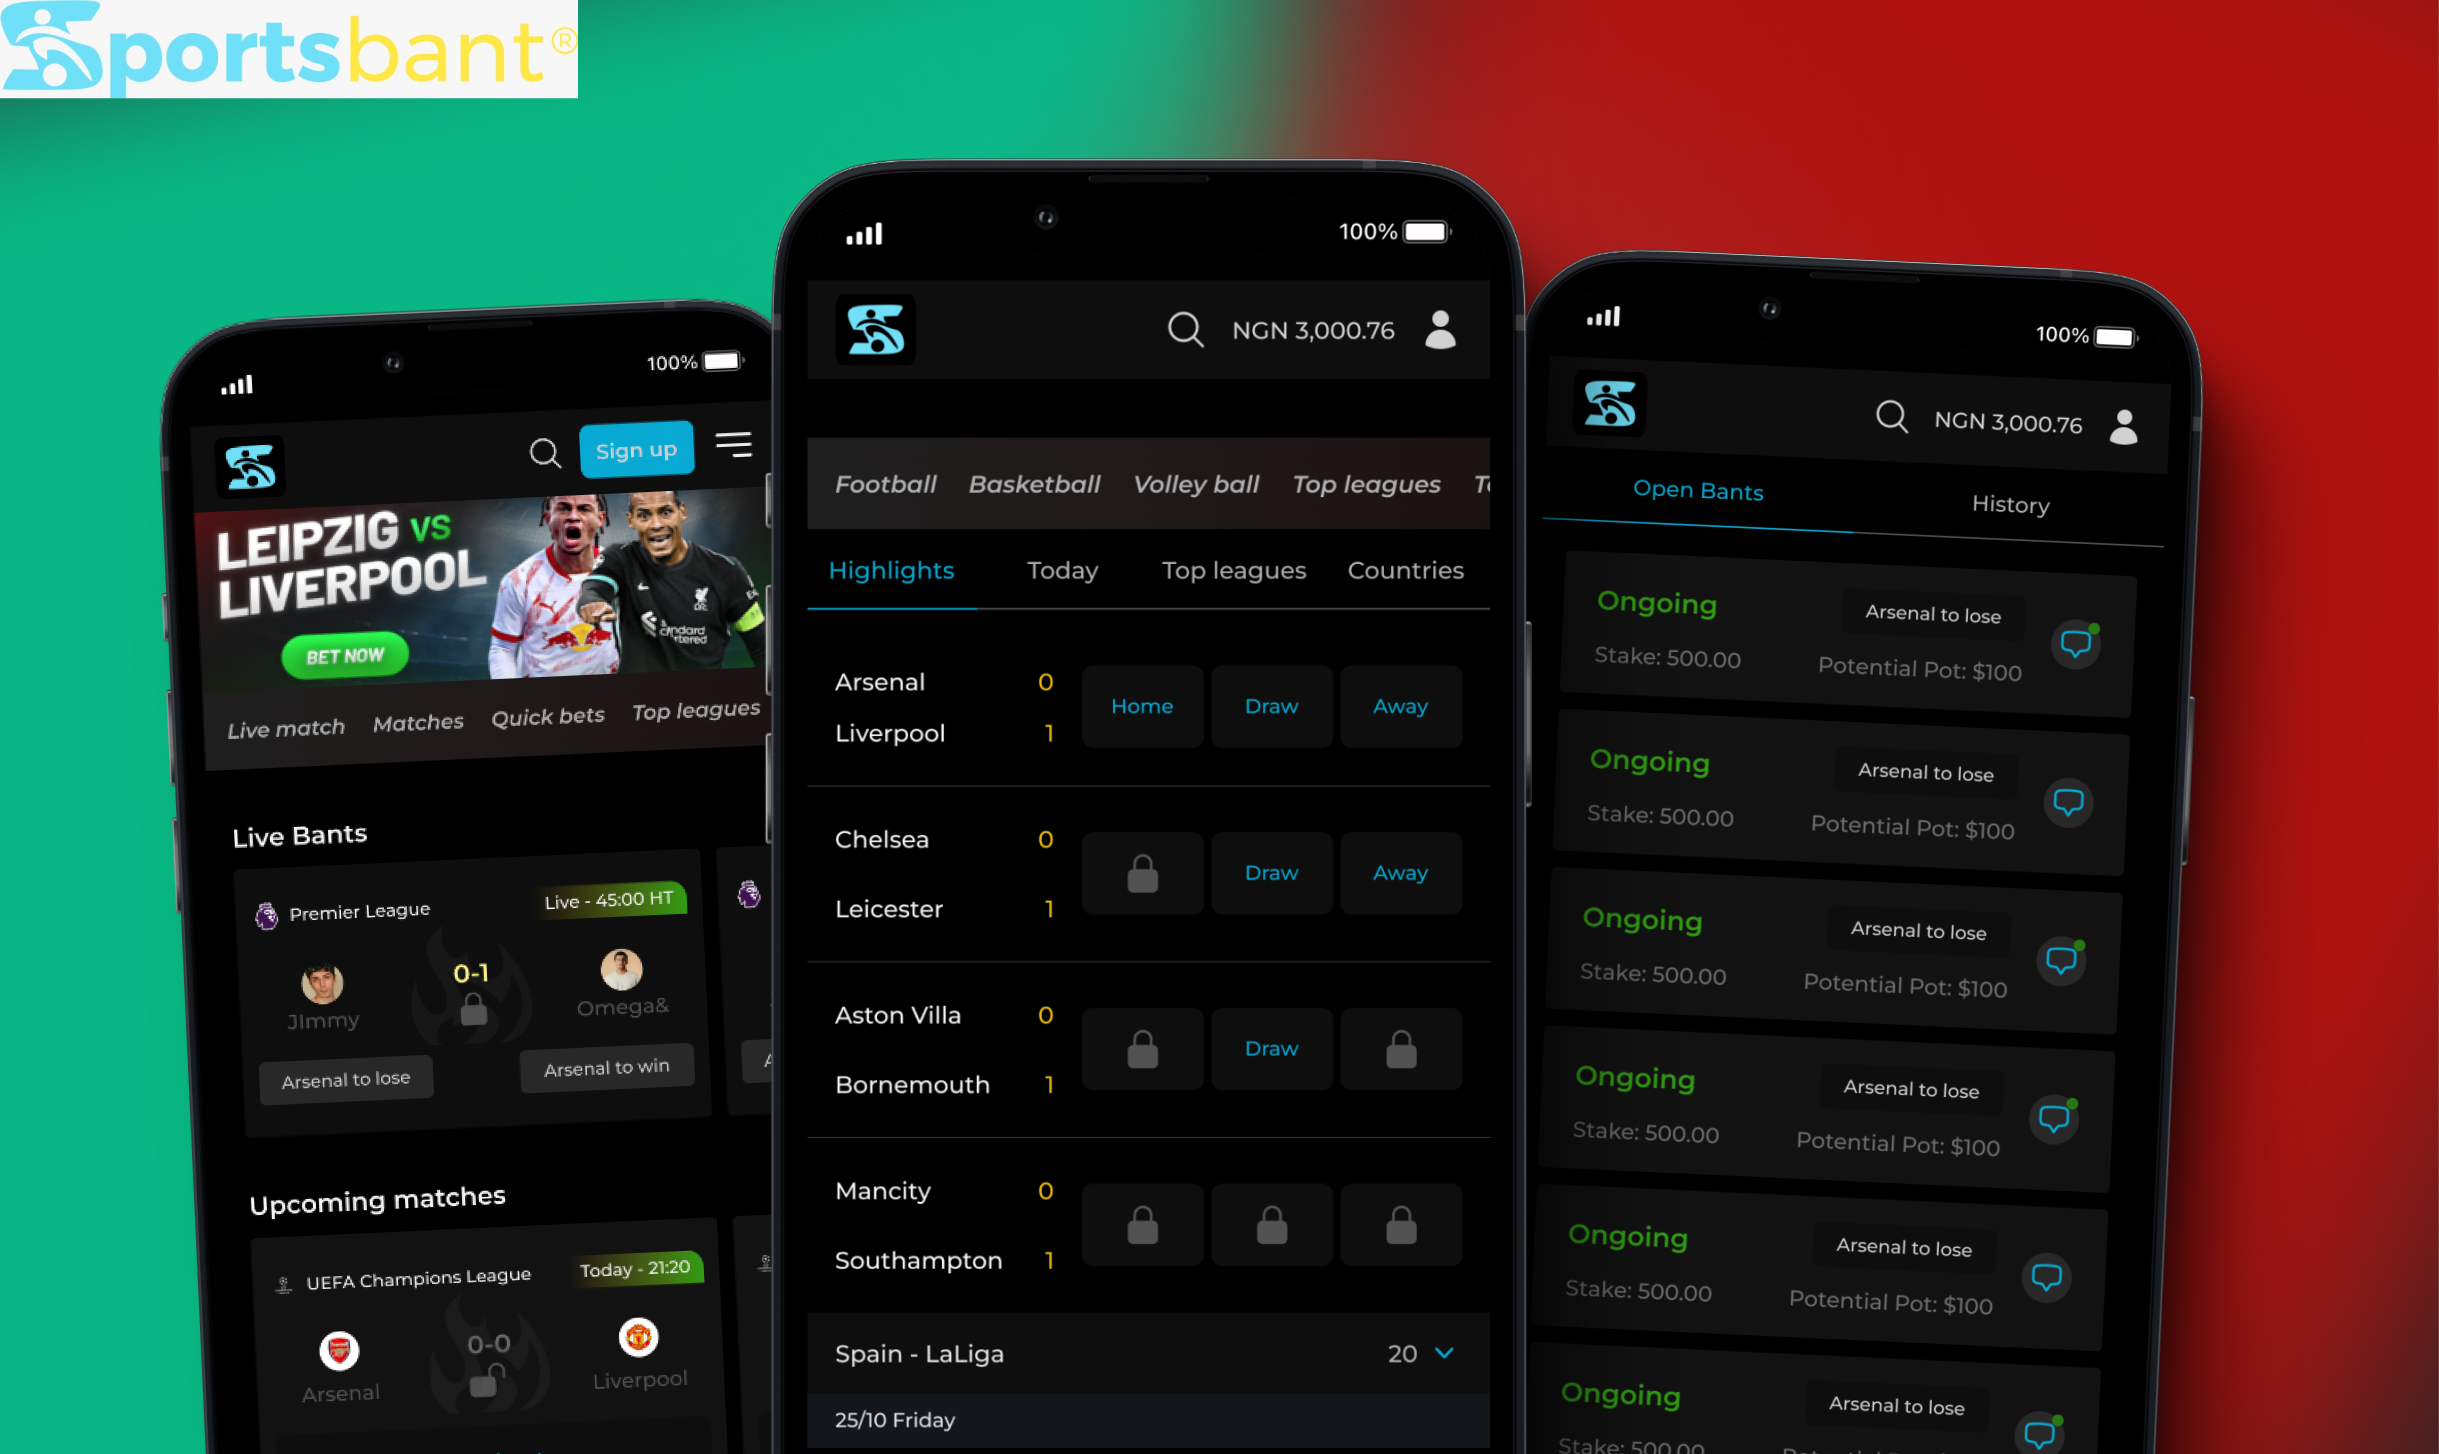 Sportsbant®
100%
Sign up
LEIPZIG VS
LIVERPOOL
BET NOW
Live match Matches Quick bets Top leagues
Live Bants
Premier League Live - 45:00 HT
0-1
JImmy Omega&
Arsenal to lose Arsenal to win
Upcoming matches
UEFA Champions League Today - 21:20
0-0
Arsenal Liverpool
100%
NGN 3,000.76
Football Basketball Volley ball Top leagues
Highlights Today Top leagues Countries
Arsenal 0
Liverpool 1
Home Draw Away
Chelsea 0
Leicester 1
Draw Away
Aston Villa 0
Bornemouth 1
Draw
Mancity 0
Southampton 1
Spain - LaLiga 20
25/10 Friday
100%
NGN 3,000.76
Open Bants History
Ongoing Arsenal to lose
Stake: 500.00 Potential Pot: $100
Ongoing Arsenal to lose
Stake: 500.00 Potential Pot: $100
Ongoing Arsenal to lose
Stake: 500.00 Potential Pot: $100
Ongoing Arsenal to lose
Stake: 500.00 Potential Pot: $100
Ongoing Arsenal to lose
Stake: 500.00 Potential Pot: $100
Ongoing Arsenal to lose
Stake: 500.00